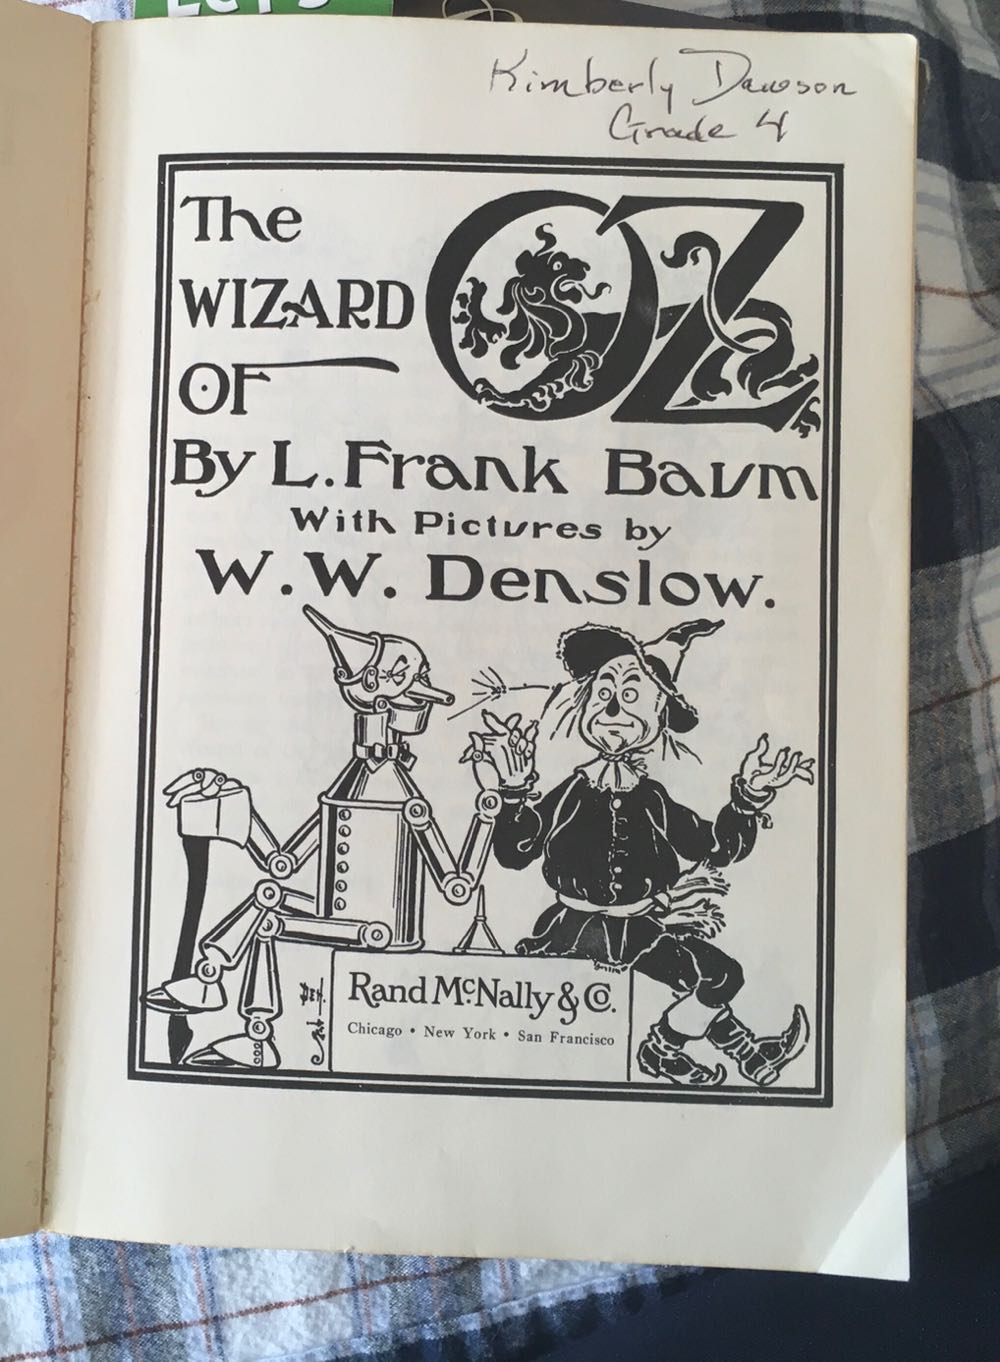 Kimberly Dawson
Grade 4
The
WIZARD
OF
OZ
By L. Frank Baum
With Pictures by
W. W. Denslow.
DEN.
Rand McNally & Co.
Chicago • New York • San Francisco